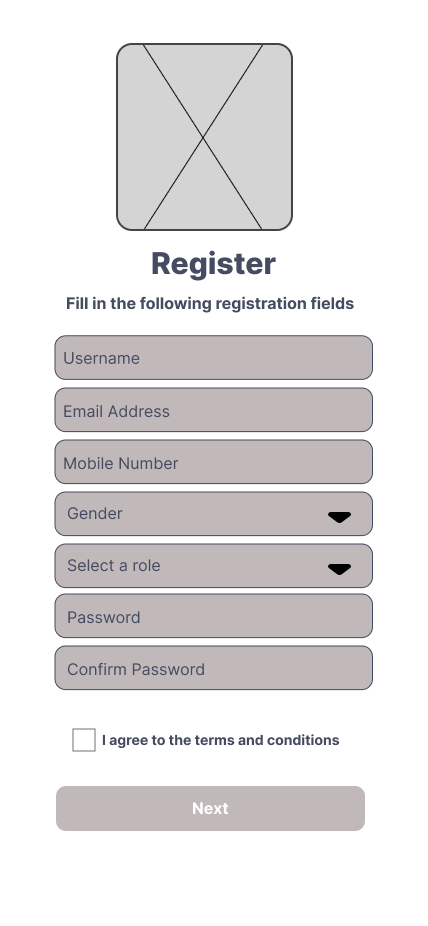 Register
Fill in the following registration fields
Username
Email Address
Mobile Number
Gender
Select a role
Password
Confirm Password
I agree to the terms and conditions
Next